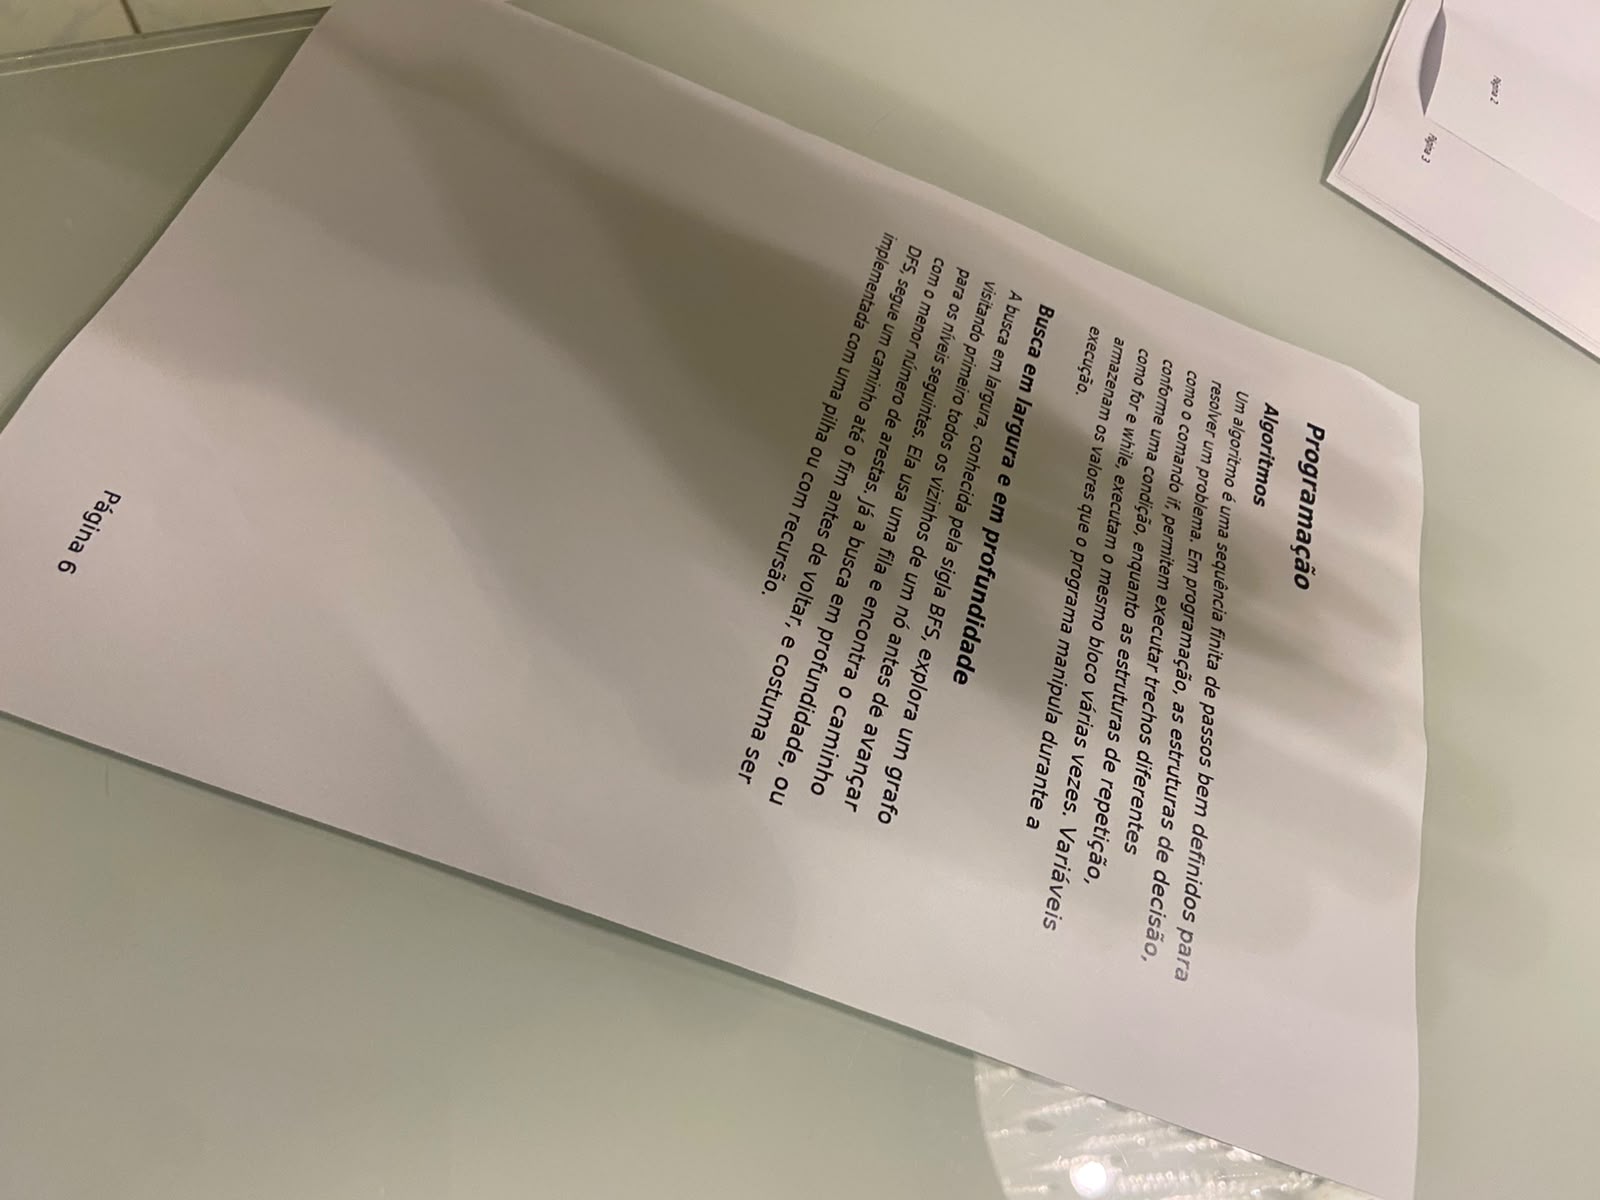 Programação
Algoritmos
Um algoritmo é uma sequência finita de passos bem definidos para
resolver um problema. Em programação, as estruturas de decisão,
como o comando if, permitem executar trechos diferentes
conforme uma condição, enquanto as estruturas de repetição,
como for e while, executam o mesmo bloco várias vezes. Variáveis
armazenam os valores que o programa manipula durante a
execução.
Busca em largura e em profundidade
A busca em largura, conhecida pela sigla BFS, explora um grafo
visitando primeiro todos os vizinhos de um nó antes de avançar
para os níveis seguintes. Ela usa uma fila e encontra o caminho
com o menor número de arestas. Já a busca em profundidade, ou
DFS, segue um caminho até o fim antes de voltar, e costuma ser
implementada com uma pilha ou com recursão.
Página 6
Página 2
Página 3